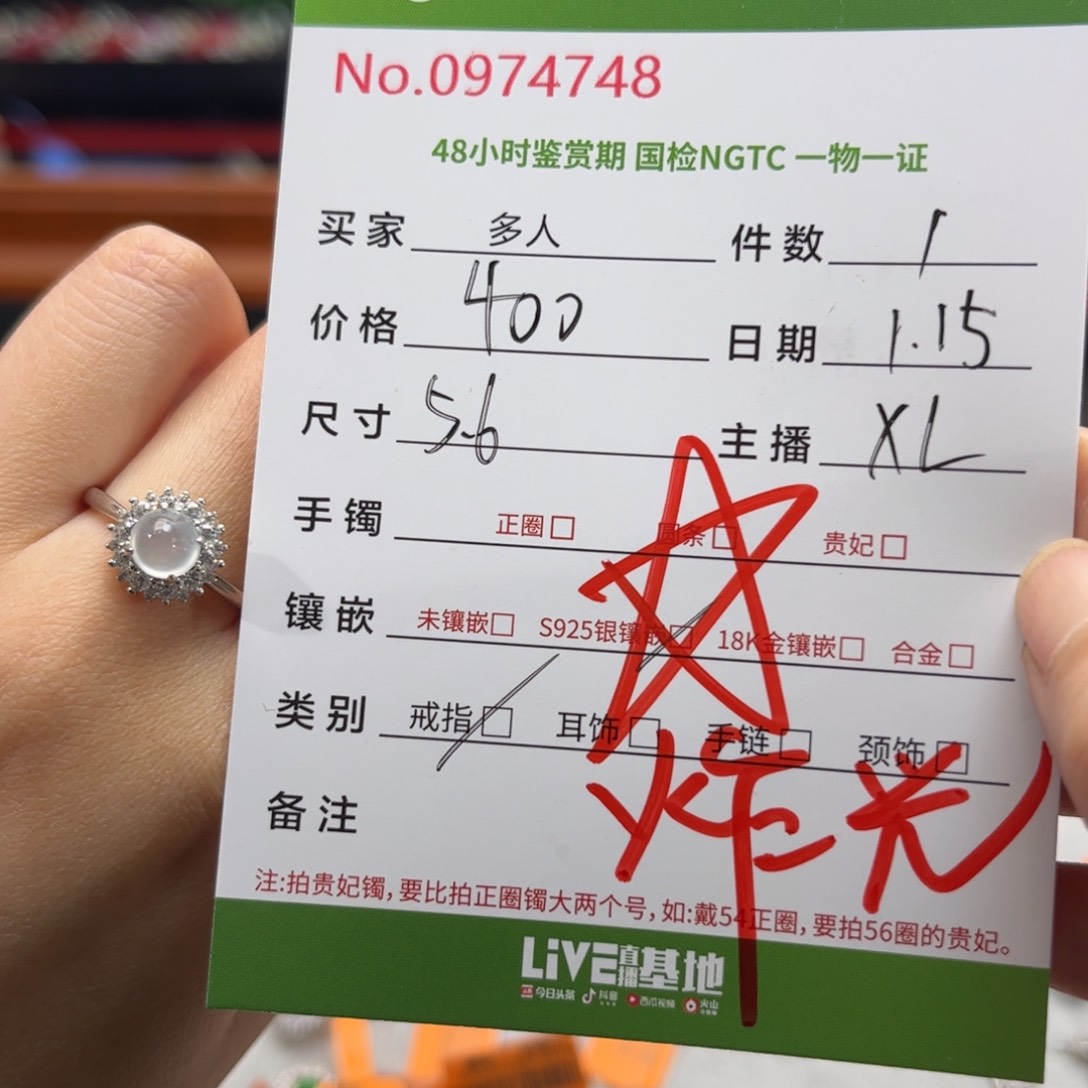 No.0974748
48小时鉴赏期 国检NGTC 一物一证
买家 多人 件数 1
价格 400 日期 1.15
尺寸 5.6 主播 XL
手镯 正圈□ 圆条□ 贵妃□
镶嵌 未镶嵌□ S925银镶嵌□ 18K金镶嵌□ 合金□
类别 戒指□ 耳饰□ 手链□ 颈饰□
备注
炸光
注:拍贵妃镯,要比拍正圈镯大两个号,如:戴54正圈,要拍56圈的贵妃。
LiVE直播基地
今日头条 抖音 西瓜视频 火山